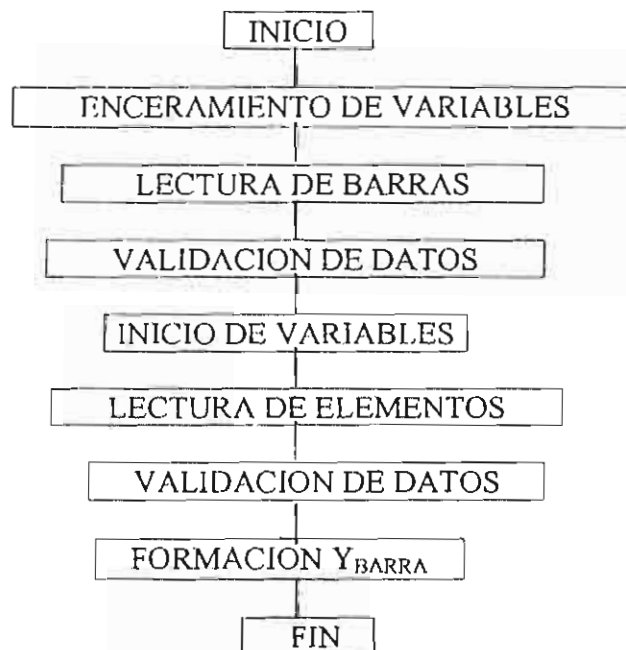 INICIO
ENCERAMIENTO DE VARIABLES
LECTURA DE BARRAS
VALIDACION DE DATOS
INICIO DE VARIABLES
LECTURA DE ELEMENTOS
VALIDACION DE DATOS
FORMACION Y_BARRA
FIN